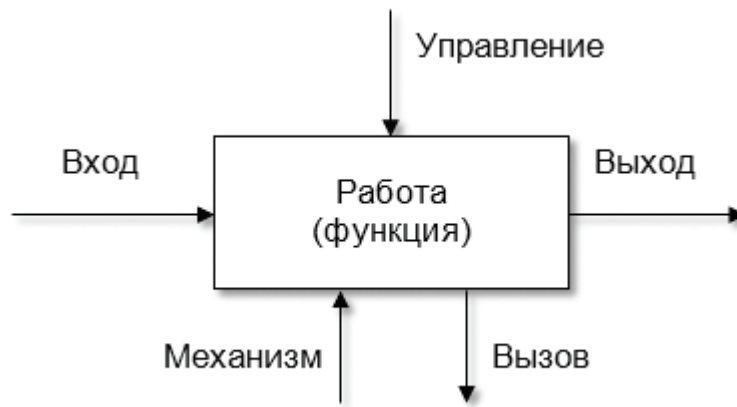 Управление
Вход
Работа
(функция)
Выход
Механизм
Вызов